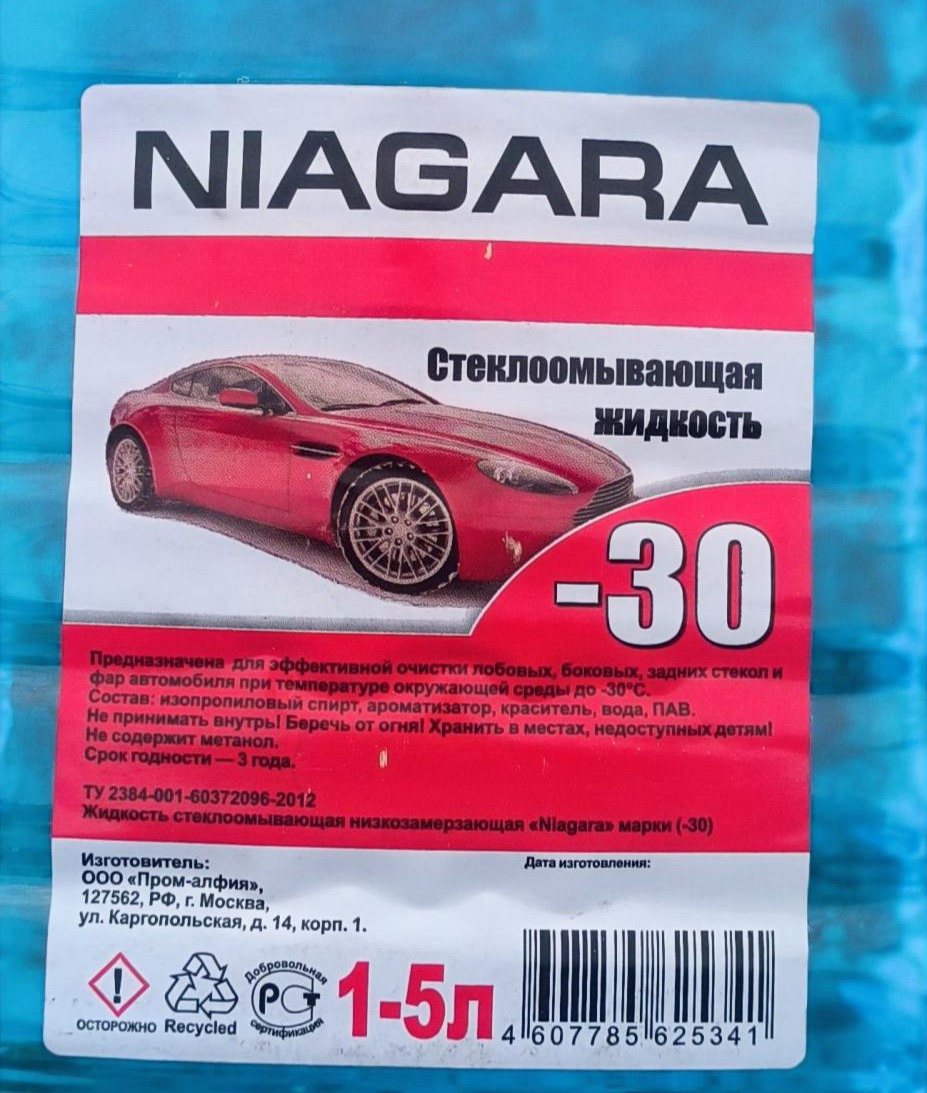 NIAGARA
Стеклоомывающая
жидкость
-30
Предназначена для эффективной очистки лобовых, боковых, задних стекол и
фар автомобиля при температуре окружающей среды до -30°С.
Состав: изопропиловый спирт, ароматизатор, краситель, вода, ПАВ.
Не принимать внутрь! Беречь от огня! Хранить в местах, недоступных детям!
Не содержит метанол.
Срок годности — 3 года.
ТУ 2384-001-60372096-2012
Жидкость стеклоомывающая низкозамерзающая «Niagara» марки (-30)
Изготовитель:
ООО «Пром-алфия»,
127562, РФ, г. Москва,
ул. Каргопольская, д. 14, корп. 1.
Дата изготовления:
ОСТОРОЖНО
Recycled
Добровольная
РСТ
сертификация
1-5л
4 607785 625341